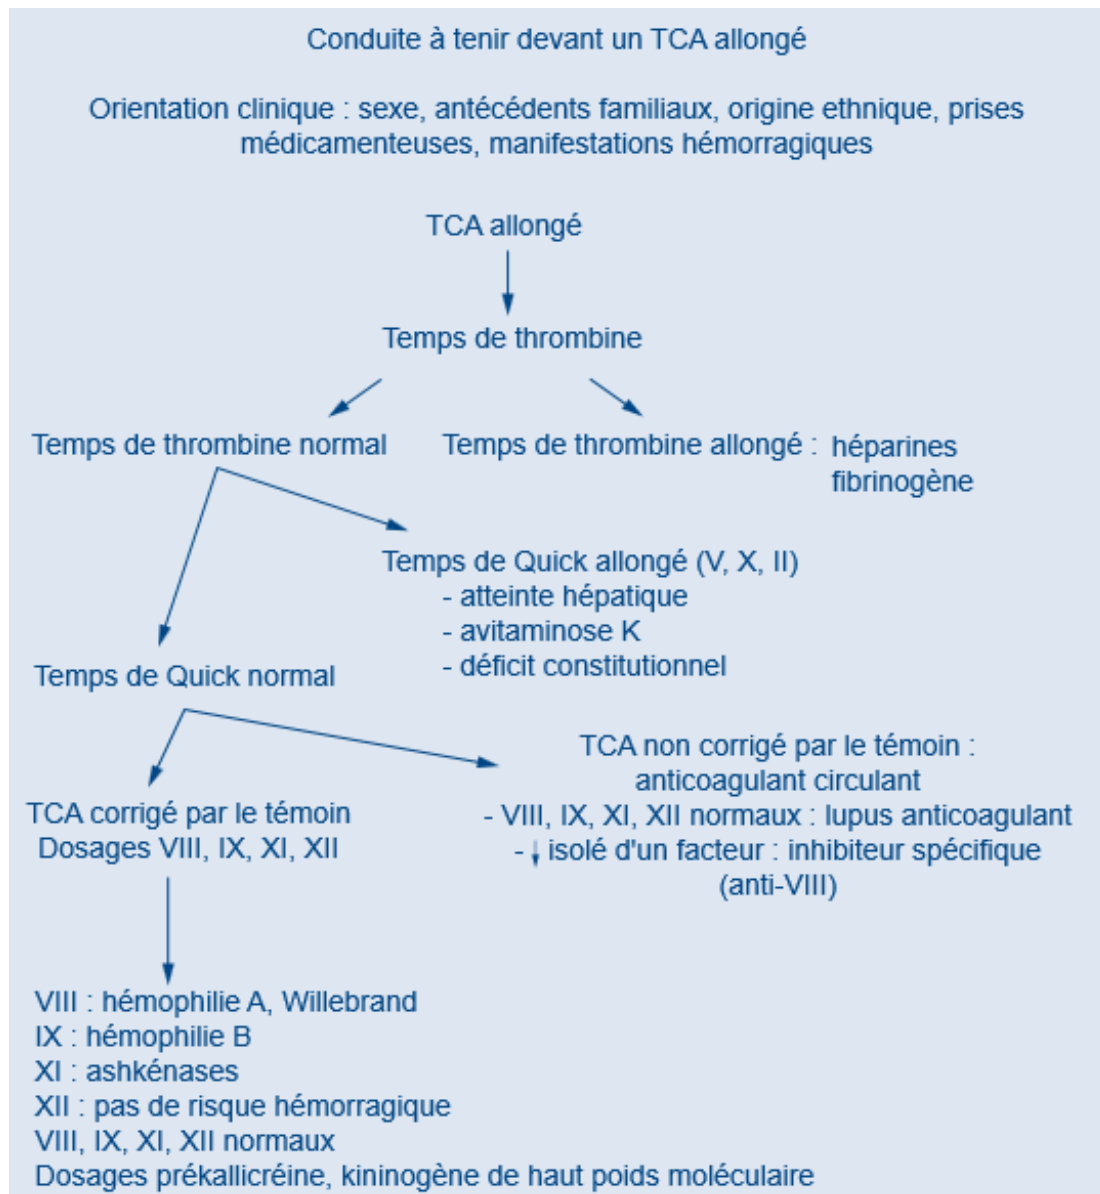 Conduite à tenir devant un TCA allongé
Orientation clinique : sexe, antécédents familiaux, origine ethnique, prises
médicamenteuses, manifestations hémorragiques
TCA allongé
Temps de thrombine
Temps de thrombine normal
Temps de thrombine allongé : héparines
fibrinogène
Temps de Quick allongé (V, X, II)
- atteinte hépatique
- avitaminose K
- déficit constitutionnel
Temps de Quick normal
TCA non corrigé par le témoin :
anticoagulant circulant
- VIII, IX, XI, XII normaux : lupus anticoagulant
- ↓ isolé d'un facteur : inhibiteur spécifique
(anti-VIII)
TCA corrigé par le témoin
Dosages VIII, IX, XI, XII
VIII : hémophilie A, Willebrand
IX : hémophilie B
XI : ashkénases
XII : pas de risque hémorragique
VIII, IX, XI, XII normaux
Dosages prékallicréine, kininogène de haut poids moléculaire